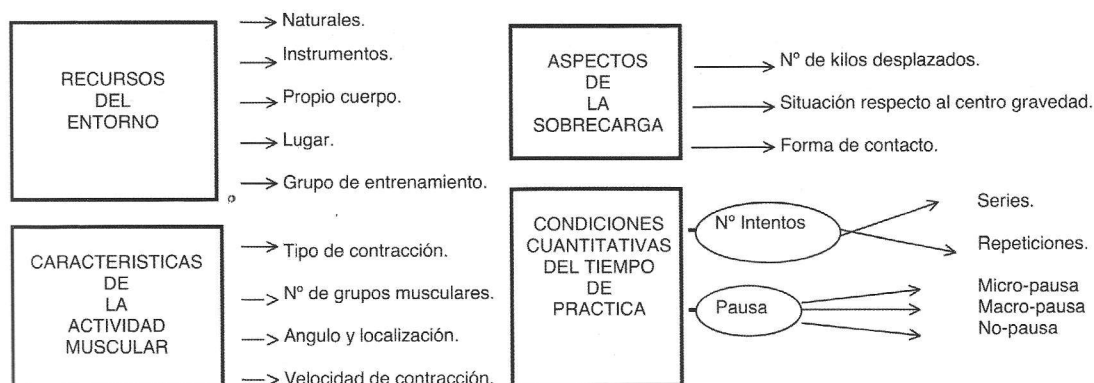 RECURSOS
DEL
ENTORNO
Naturales.
Instrumentos.
Propio cuerpo.
Lugar.
Grupo de entrenamiento.
CARACTERISTICAS
DE
LA
ACTIVIDAD
MUSCULAR
Tipo de contracción.
Nº de grupos musculares.
Angulo y localización.
Velocidad de contracción.
ASPECTOS
DE
LA
SOBRECARGA
Nº de kilos desplazados.
Situación respecto al centro gravedad.
Forma de contacto.
CONDICIONES
CUANTITATIVAS
DEL TIEMPO
DE
PRACTICA
Nº Intentos
Series.
Repeticiones.
Pausa
Micro-pausa
Macro-pausa
No-pausa